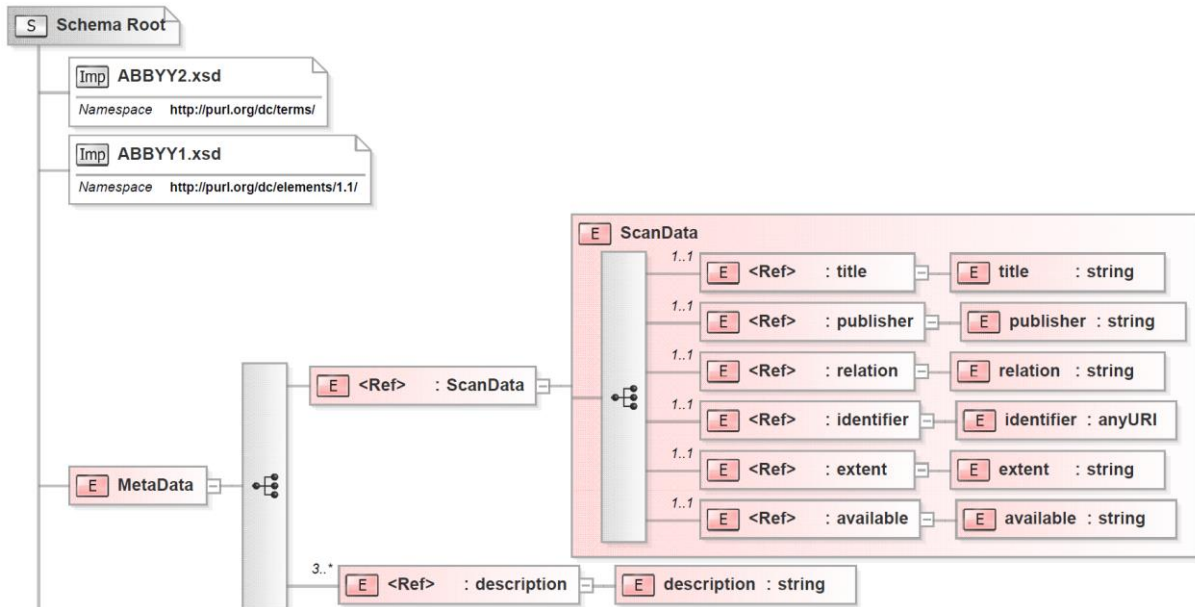 S Schema Root
Imp ABBYY2.xsd
Namespace http://purl.org/dc/terms/
Imp ABBYY1.xsd
Namespace http://purl.org/dc/elements/1.1/
E ScanData
1..1 E <Ref> : title E title : string
1..1 E <Ref> : publisher E publisher : string
1..1 E <Ref> : relation E relation : string
E <Ref> : ScanData
1..1 E <Ref> : identifier E identifier : anyURI
1..1 E <Ref> : extent E extent : string
E MetaData
1..1 E <Ref> : available E available : string
3..* E <Ref> : description E description : string